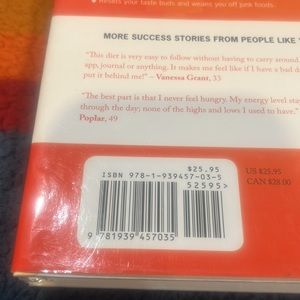 • Resets your taste buds and weans you off junk foods.
MORE SUCCESS STORIES FROM PEOPLE LIKE
"This diet is very easy to follow without having to carry around
app, journal or anything. It makes me feel like if I have a bad
put it behind me!" – Vanessa Grant, 33
"The best part is that I never feel hungry. My energy level
through the day; none of the highs and lows I used to have."
Poplar, 49
$25.95
ISBN 978-1-939457-03-5
52595>
9 781939 457035
US $25.95
CAN $28.00